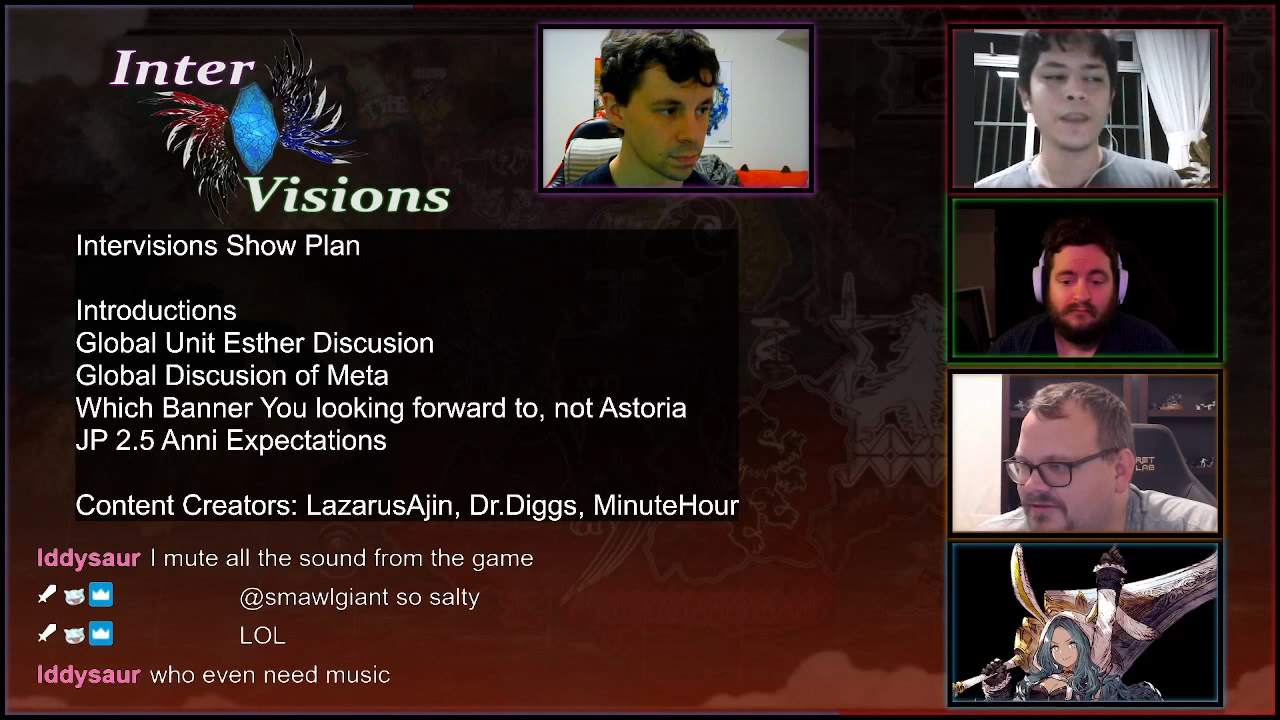 Inter
Visions
Intervisions Show Plan
Introductions
Global Unit Esther Discusion
Global Discusion of Meta
Which Banner You looking forward to, not Astoria
JP 2.5 Anni Expectations
Content Creators: LazarusAjin, Dr.Diggs, MinuteHour
Iddysaur I mute all the sound from the game
@smawlgiant so salty
LOL
Iddysaur who even need music
LAB